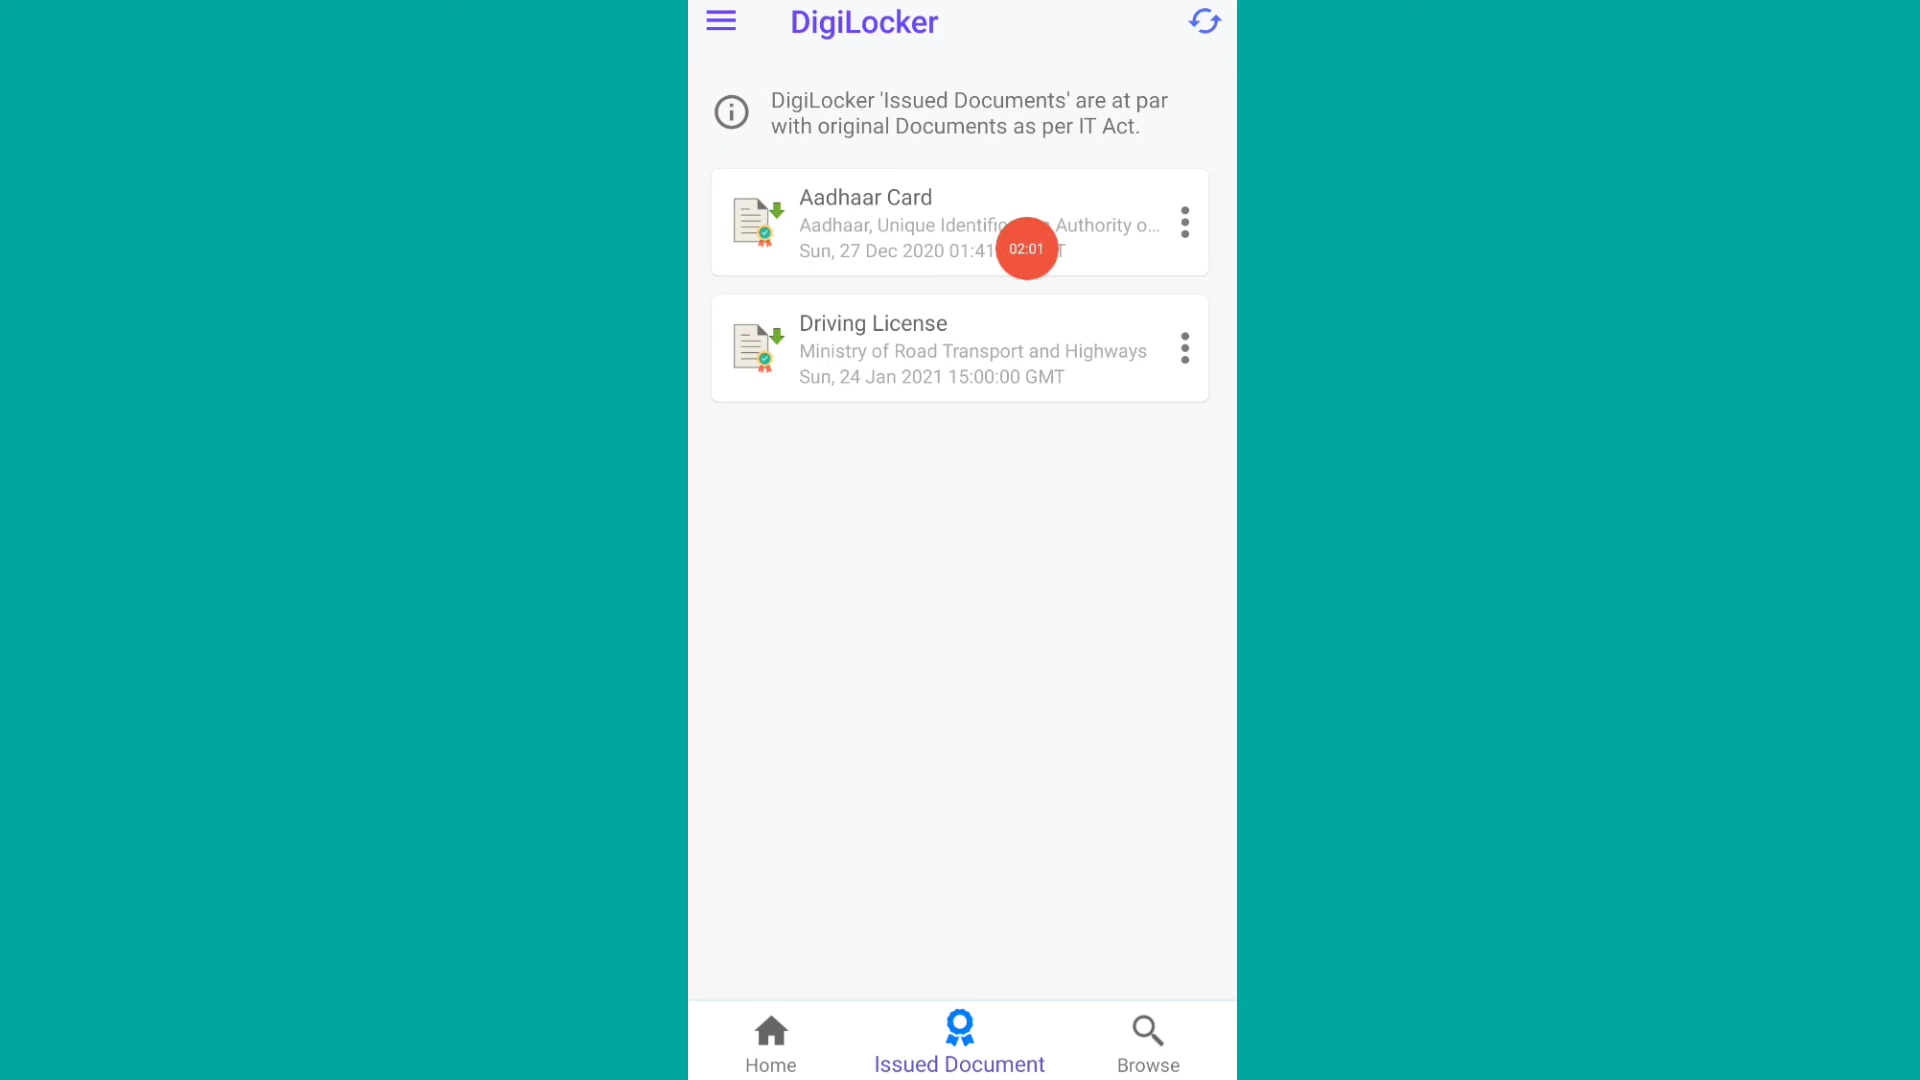 DigiLocker
DigiLocker 'Issued Documents' are at par
with original Documents as per IT Act.
Aadhaar Card
Aadhaar, Unique Authority o...
Sun, 27 Dec 2020 01:41
02:01
Driving License
Ministry of Road Transport and Highways
Sun, 24 Jan 2021 15:00:00 GMT
Home
Issued Document
Browse